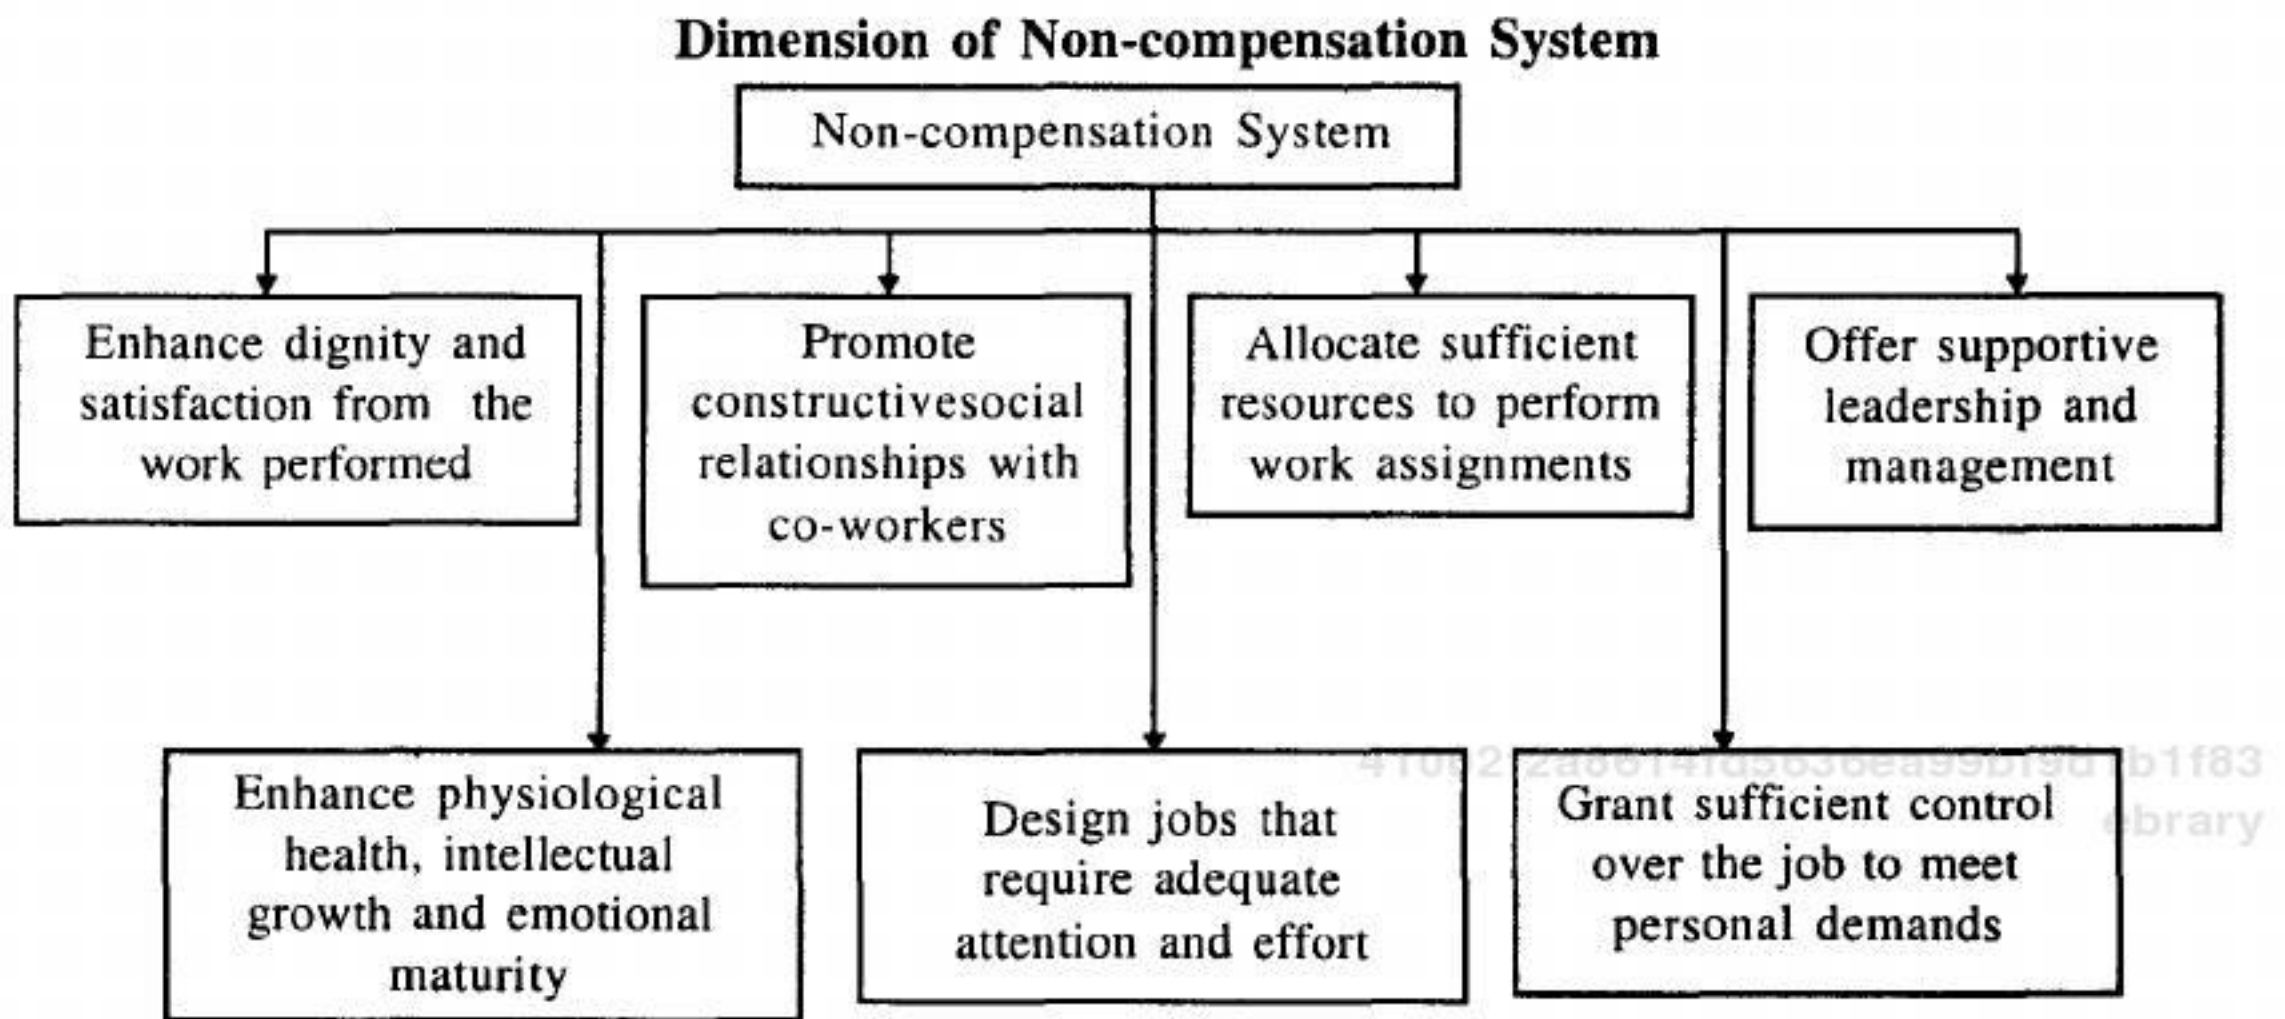 Dimension of Non-compensation System
Non-compensation System
Enhance dignity and
satisfaction from the
work performed
Promote
constructivesocial
relationships with
co-workers
Allocate sufficient
resources to perform
work assignments
Offer supportive
leadership and
management
Enhance physiological
health, intellectual
growth and emotional
maturity
Design jobs that
require adequate
attention and effort
Grant sufficient control
over the job to meet
personal demands
ebrary